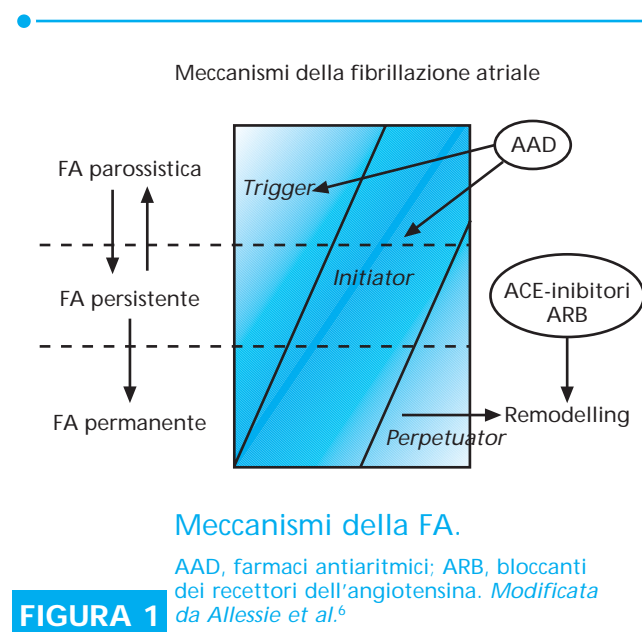 Meccanismi della fibrillazione atriale
AAD
FA parossistica
Trigger
Initiator
FA persistente
ACE-inibitori
ARB
FA permanente
Perpetuator
Remodelling
Meccanismi della FA.
AAD, farmaci antiaritmici; ARB, bloccanti
dei recettori dell'angiotensina. Modificata
da Allessie et al.⁶
FIGURA 1